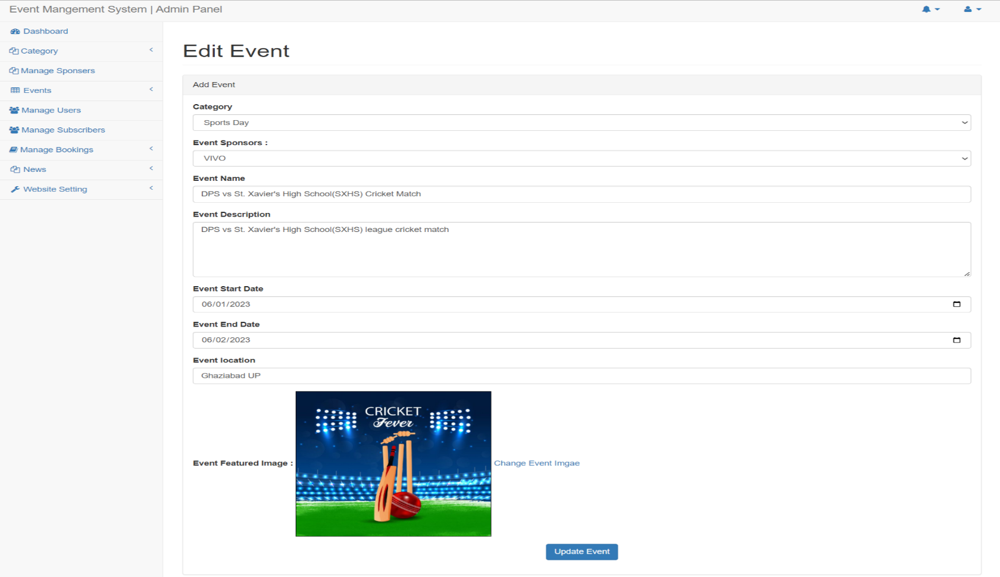 Event Mangement System | Admin Panel
Dashboard
Category
Manage Sponsers
Events
Manage Users
Manage Subscribers
Manage Bookings
News
Website Setting
Edit Event
Add Event
Category
Sports Day
Event Sponsors :
VIVO
Event Name
DPS vs St. Xavier's High School(SXHS) Cricket Match
Event Description
DPS vs St. Xavier's High School(SXHS) league cricket match
Event Start Date
06/01/2023
Event End Date
06/02/2023
Event location
Ghaziabad UP
CRICKET
Fever
Event Featured Image :
Change Event Imgae
Update Event